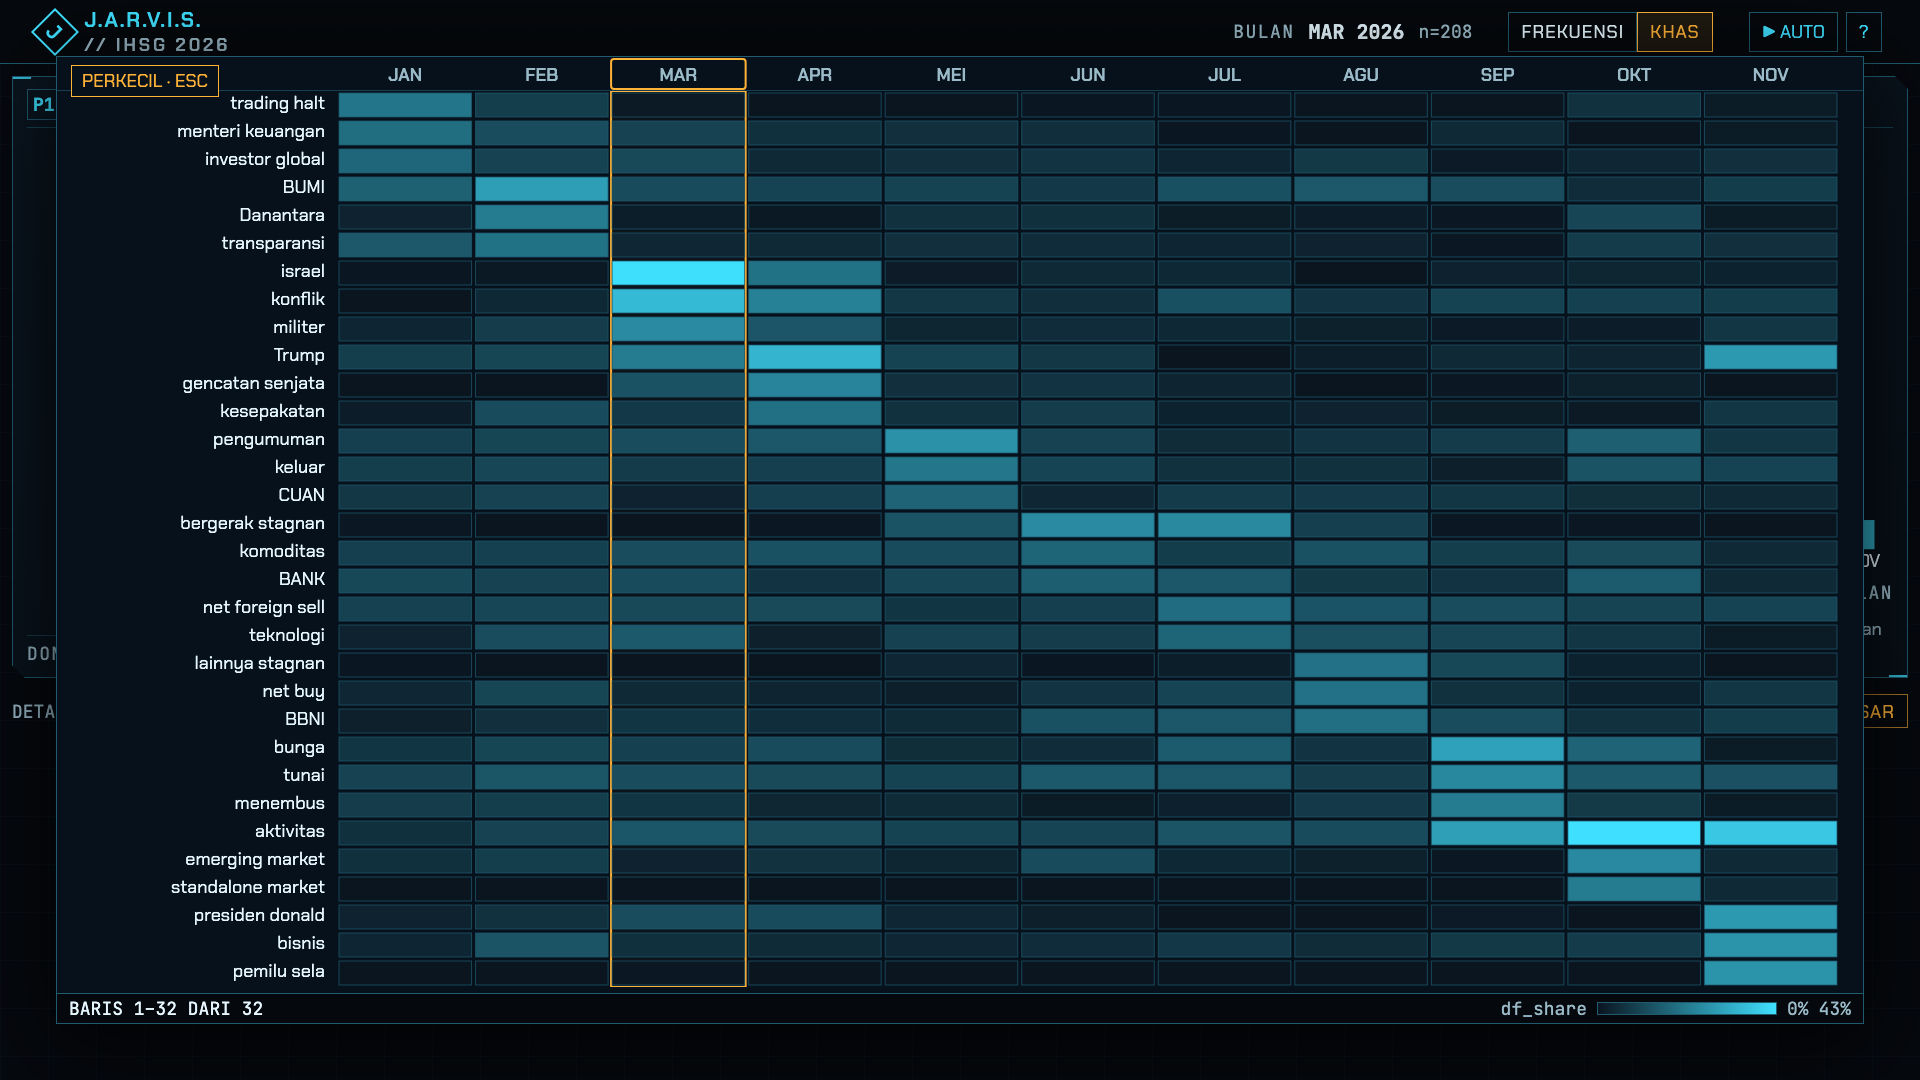 J.A.R.V.I.S.
// IHSG 2026
BULAN MAR 2026 n=208
FREKUENSI KHAS
▶ AUTO
?
PERKECIL · ESC
JAN FEB MAR APR MEI JUN JUL AGU SEP OKT NOV
P1
trading halt
menteri keuangan
investor global
BUMI
Danantara
transparansi
israel
konflik
militer
Trump
gencatan senjata
kesepakatan
pengumuman
keluar
CUAN
bergerak stagnan
komoditas
BANK
net foreign sell
teknologi
lainnya stagnan
net buy
BBNI
bunga
tunai
menembus
aktivitas
emerging market
standalone market
presiden donald
bisnis
pemilu sela
BARIS 1–32 DARI 32
df_share 0% 43%